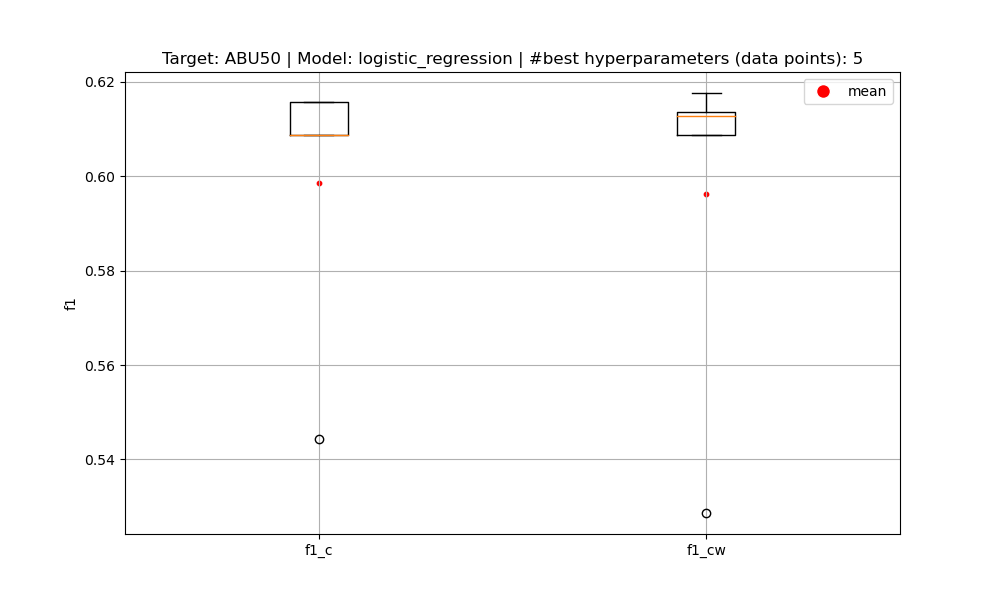 Target: ABU50 | Model: logistic_regression | #best hyperparameters (data points): 5
mean
0.62
0.60
0.58
0.56
0.54
f1
f1_c
f1_cw